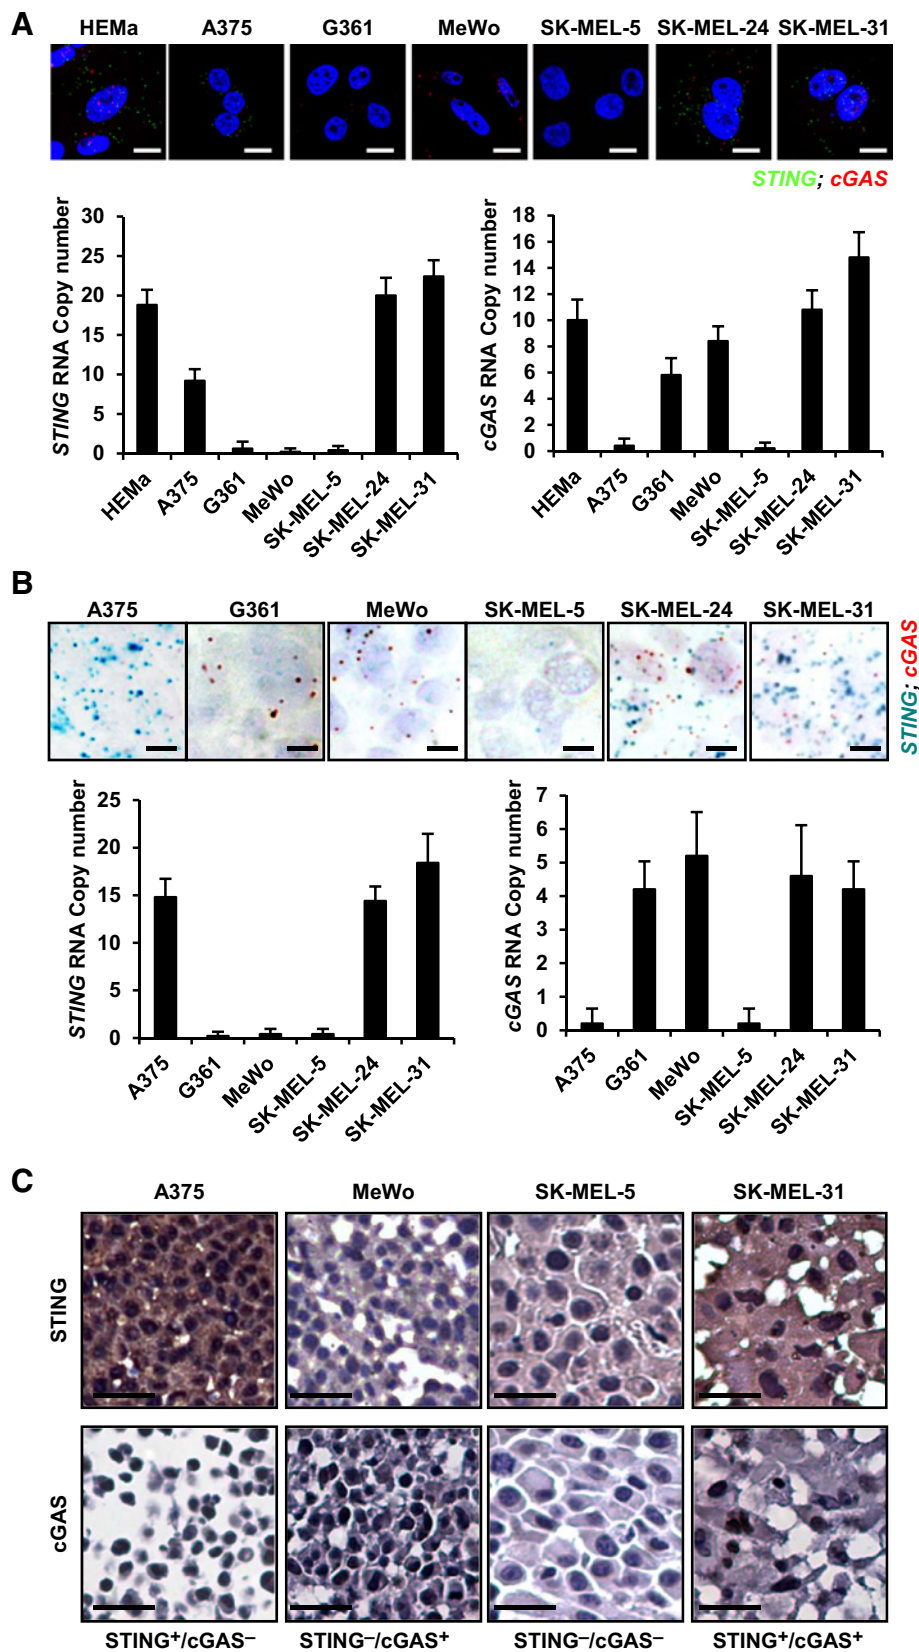 A
HEMa A375 G361 MeWo SK-MEL-5 SK-MEL-24 SK-MEL-31
STING; cGAS
STING RNA Copy number
30
25
20
15
10
5
0
HEMa A375 G361 MeWo SK-MEL-5 SK-MEL-24 SK-MEL-31
cGAS RNA Copy number
18
16
14
12
10
8
6
4
2
0
HEMa A375 G361 MeWo SK-MEL-5 SK-MEL-24 SK-MEL-31
B
A375 G361 MeWo SK-MEL-5 SK-MEL-24 SK-MEL-31
STING; cGAS
STING RNA Copy number
25
20
15
10
5
0
A375 G361 MeWo SK-MEL-5 SK-MEL-24 SK-MEL-31
cGAS RNA Copy number
7
6
5
4
3
2
1
0
A375 G361 MeWo SK-MEL-5 SK-MEL-24 SK-MEL-31
C
A375 MeWo SK-MEL-5 SK-MEL-31
STING
cGAS
STING⁺/cGAS⁻ STING⁻/cGAS⁺ STING⁻/cGAS⁻ STING⁺/cGAS⁺